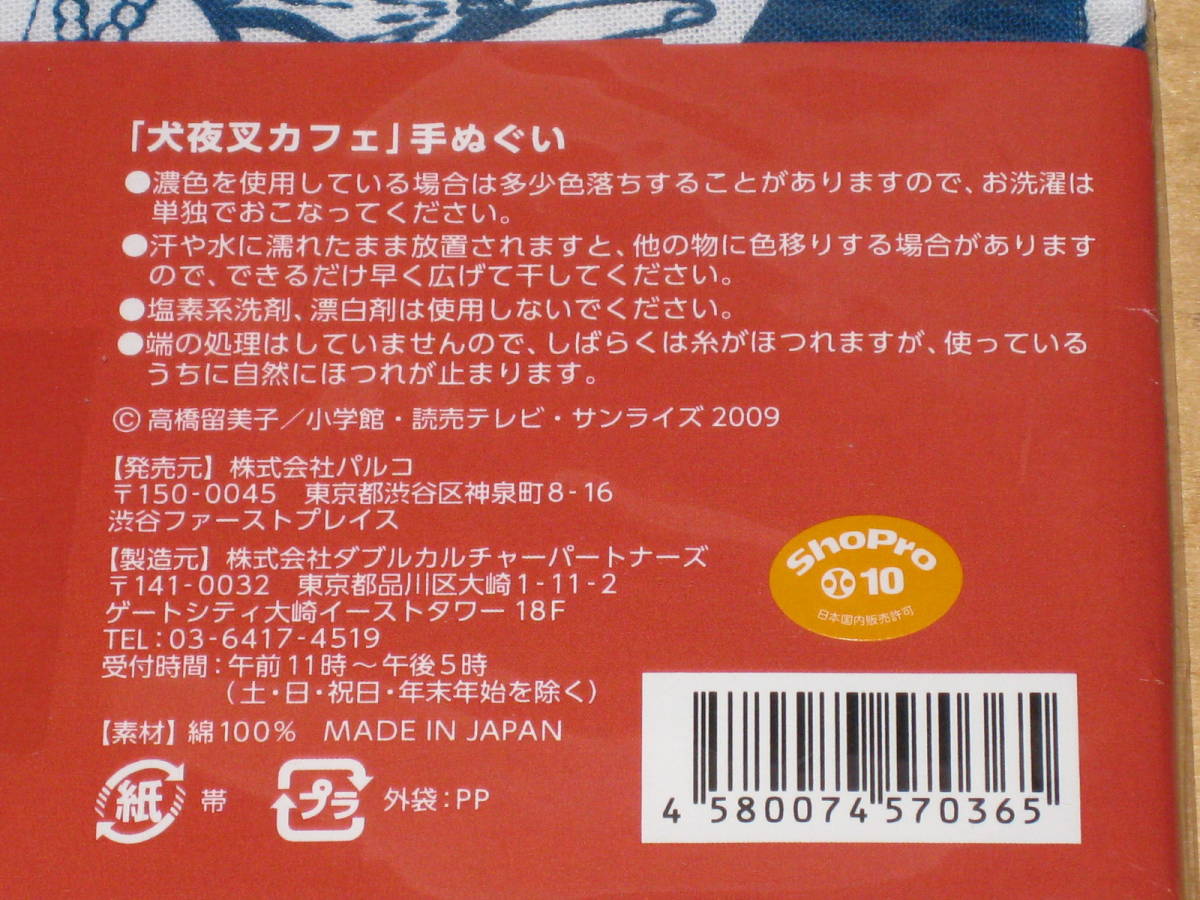 「犬夜叉カフェ」手ぬぐい
●濃色を使用している場合は多少色落ちすることがありますので、お洗濯は
単独でおこなってください。
●汗や水に濡れたまま放置されますと、他の物に色移りする場合があります
ので、できるだけ早く広げて干してください。
●塩素系洗剤、漂白剤は使用しないでください。
●端の処理はしていませんので、しばらくは糸がほつれますが、使っている
うちに自然にほつれが止まります。
© 高橋留美子／小学館・読売テレビ・サンライズ 2009
【発売元】株式会社パルコ
〒150-0045　東京都渋谷区神泉町8-16
渋谷ファーストプレイス
【製造元】株式会社ダブルカルチャーパートナーズ
〒141-0032　東京都品川区大崎1-11-2
ゲートシティ大崎イーストタワー 18F
TEL:03-6417-4519
受付時間：午前11時～午後5時
（土・日・祝日・年末年始を除く）
【素材】綿100%　MADE IN JAPAN
紙 帯 プラ 外袋：PP
ShoPro
10
日本国内販売許可
4 580074 570365